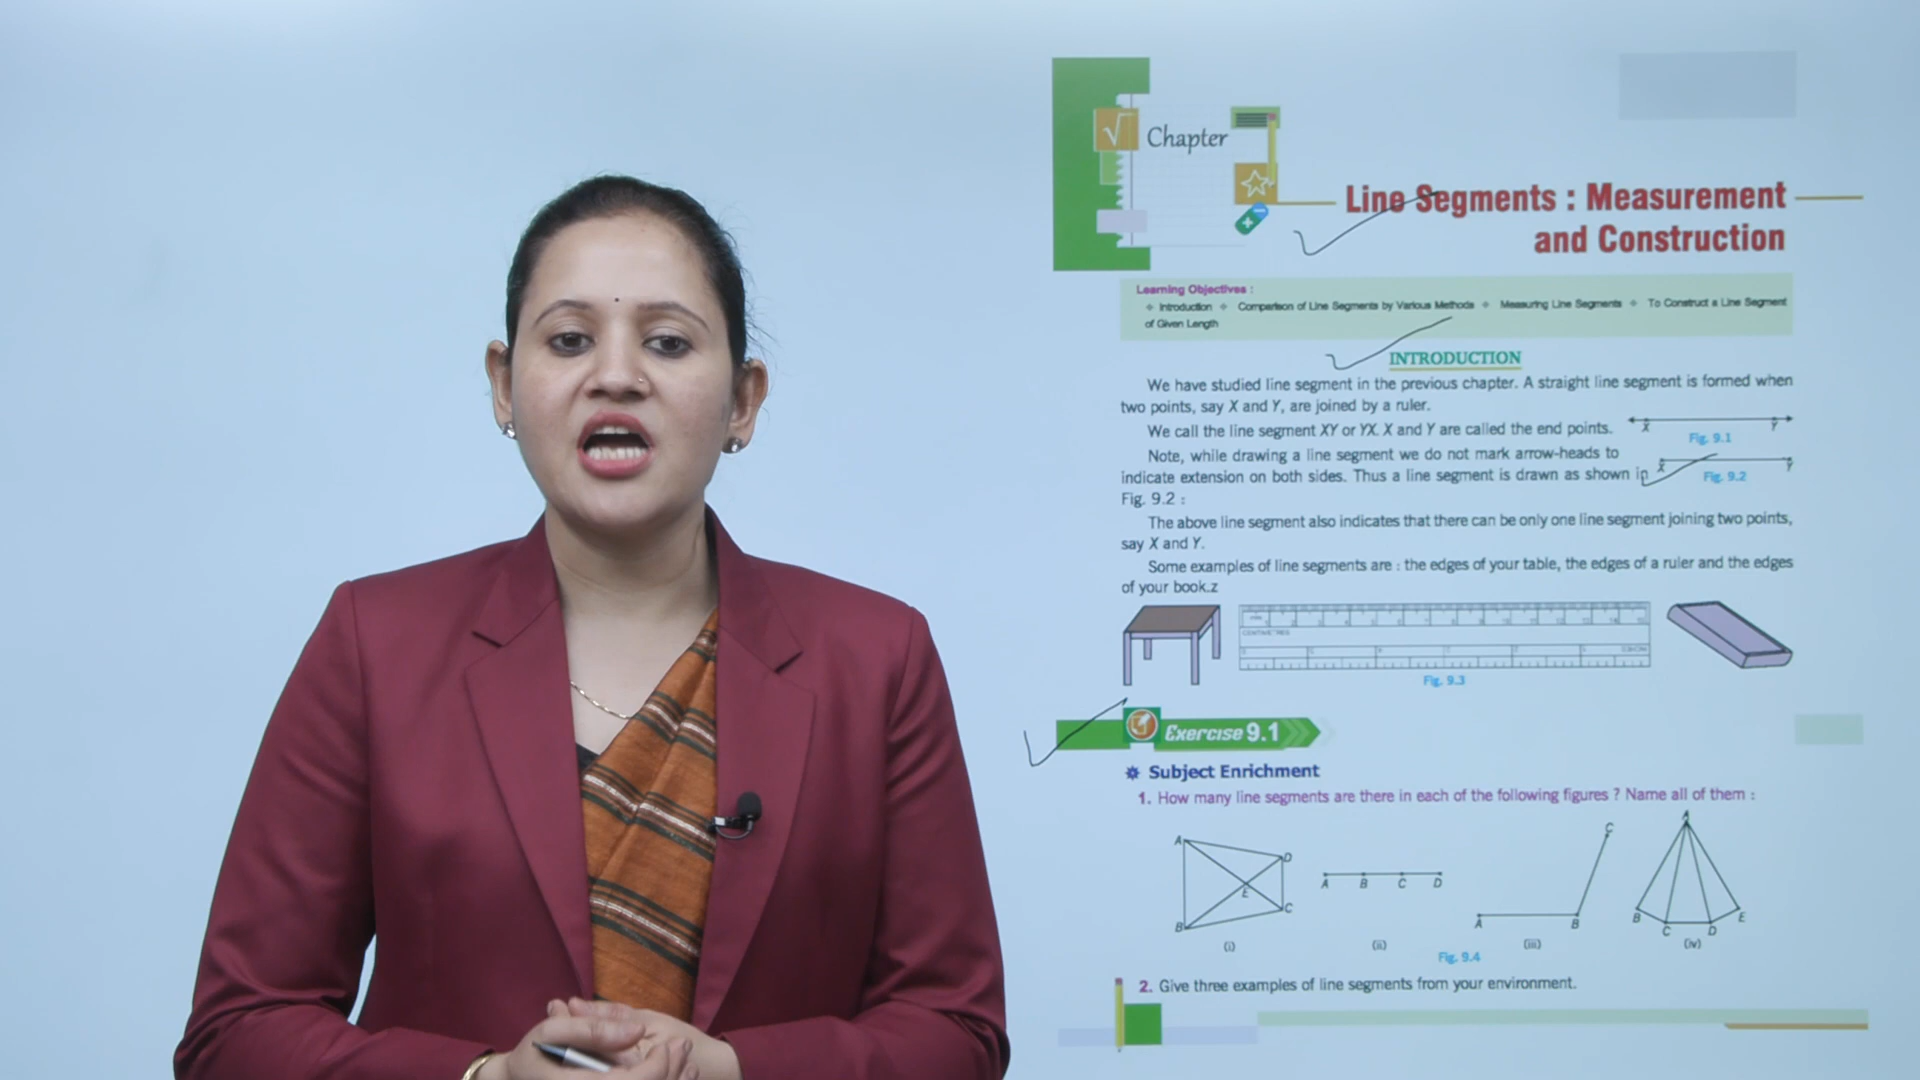 Chapter
Line Segments : Measurement
and Construction
Learning Objectives :
Introduction ÷ Comparison of Line Segments by Various Methods ÷ Measuring Line Segments ÷ To Construct a Line Segment
of Given Length
INTRODUCTION
We have studied line segment in the previous chapter. A straight line segment is formed when
two points, say X and Y, are joined by a ruler.
We call the line segment XY or YX. X and Y are called the end points.
X Y
Fig. 9.1
Note, while drawing a line segment we do not mark arrow-heads to
indicate extension on both sides. Thus a line segment is drawn as shown in
X Y
Fig. 9.2
Fig. 9.2 :
The above line segment also indicates that there can be only one line segment joining two points,
say X and Y.
Some examples of line segments are : the edges of your table, the edges of a ruler and the edges
of your book.z
CENTIMETRES
Fig. 9.3
Exercise 9.1
Subject Enrichment
1. How many line segments are there in each of the following figures ? Name all of them :
A D E B C
(i)
A B C D
(ii)
A B C
(iii)
A B C D E
(iv)
Fig. 9.4
2. Give three examples of line segments from your environment.